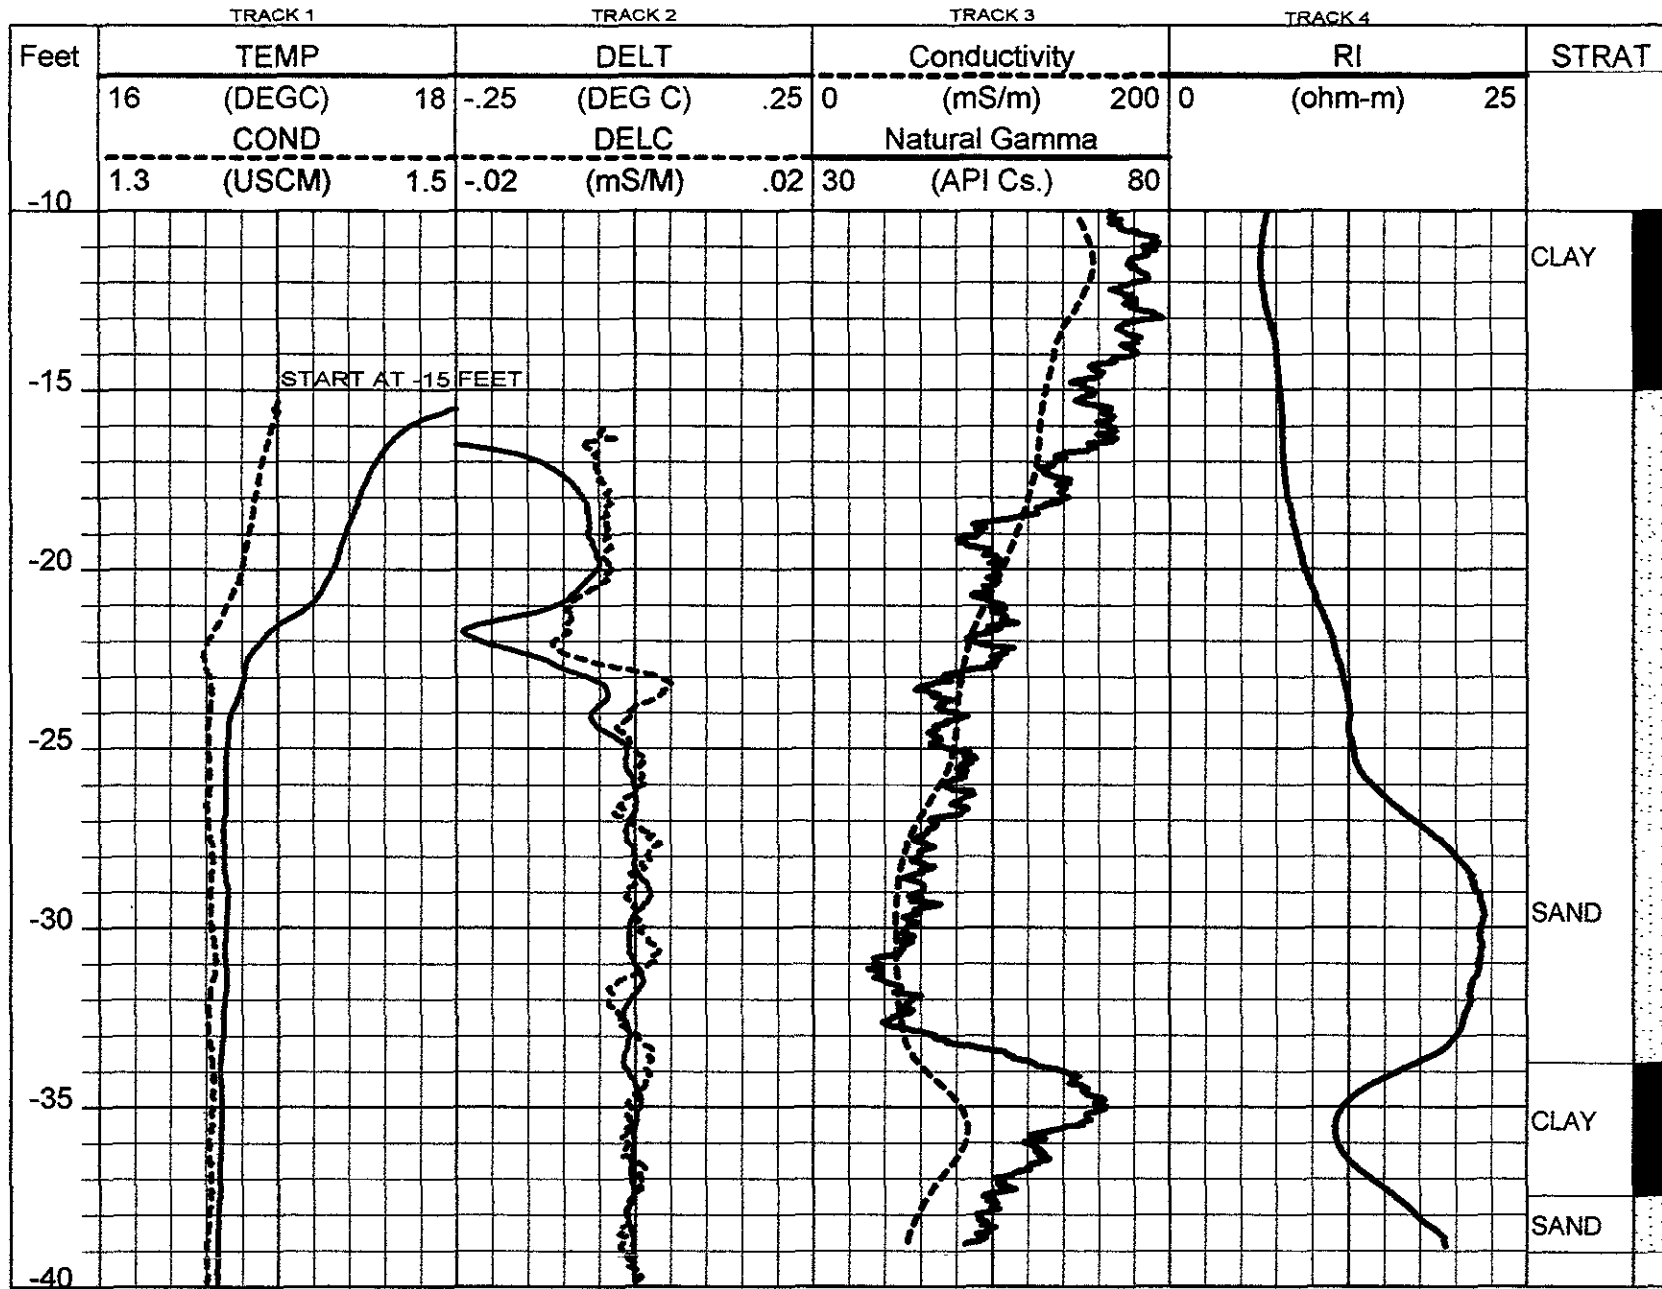 TRACK 1 TRACK 2 TRACK 3 TRACK 4
Feet TEMP DELT Conductivity RI STRAT
16 (DEGC) 18 -.25 (DEG C) .25 0 (mS/m) 200 0 (ohm-m) 25
COND DELC Natural Gamma
1.3 (USCM) 1.5 -.02 (mS/M) .02 30 (API Cs.) 80
-10
CLAY
START AT -15 FEET
-15
-20
-25
-30
SAND
-35
CLAY
SAND
-40